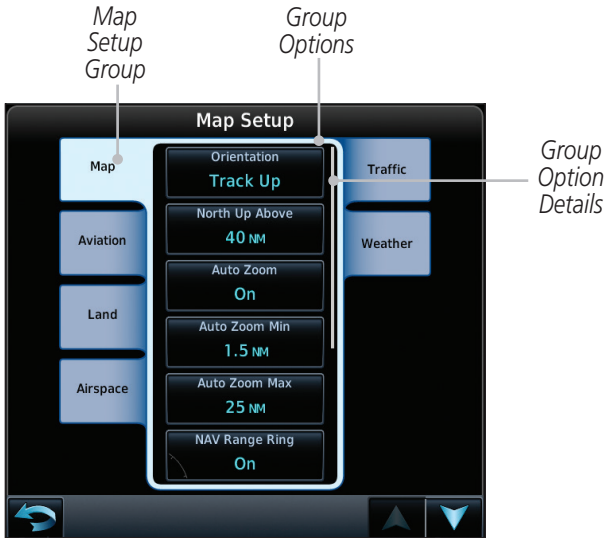 Map
Setup
Group
Group
Options
Group
Option
Details
Map Setup
Map
Aviation
Land
Airspace
Orientation
Track Up
North Up Above
40 NM
Auto Zoom
On
Auto Zoom Min
1.5 NM
Auto Zoom Max
25 NM
NAV Range Ring
On
Traffic
Weather